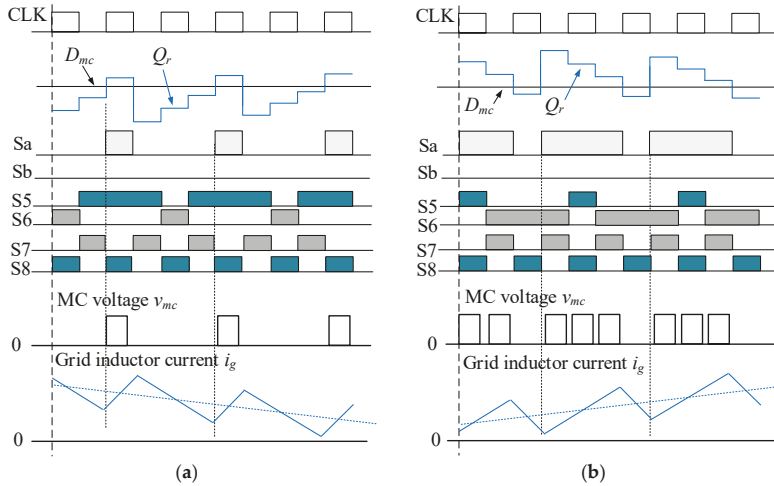 CLK
D_mc
Q_r
Sa
Sb
S5
S6
S7
S8
MC voltage v_mc
0
Grid inductor current i_g
0
(a)
CLK
D_mc
Q_r
Sa
Sb
S5
S6
S7
S8
MC voltage v_mc
0
Grid inductor current i_g
0
(b)